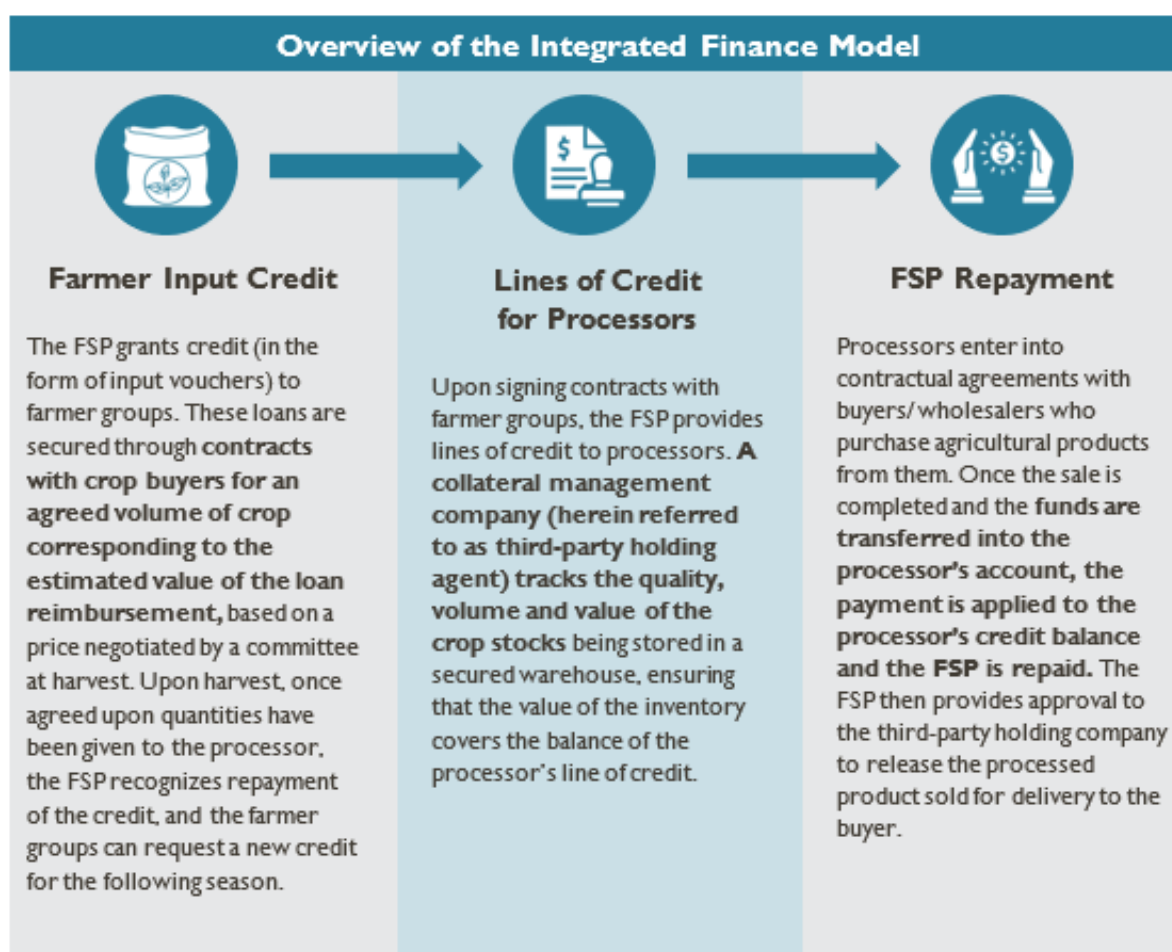 Overview of the Integrated Finance Model
$
$
Farmer Input Credit
The FSP grants credit (in the
form of input vouchers) to
farmer groups. These loans are
secured through contracts
with crop buyers for an
agreed volume of crop
corresponding to the
estimated value of the loan
reimbursement, based on a
price negotiated by a committee
at harvest. Upon harvest, once
agreed upon quantities have
been given to the processor,
the FSP recognizes repayment
of the credit, and the farmer
groups can request a new credit
for the following season.
Lines of Credit
for Processors
Upon signing contracts with
farmer groups, the FSP provides
lines of credit to processors. A
collateral management
company (herein referred
to as third-party holding
agent) tracks the quality,
volume and value of the
crop stocks being stored in a
secured warehouse, ensuring
that the value of the inventory
covers the balance of the
processor's line of credit.
FSP Repayment
Processors enter into
contractual agreements with
buyers/ wholesalers who
purchase agricultural products
from them. Once the sale is
completed and the funds are
transferred into the
processor's account, the
payment is applied to the
processor's credit balance
and the FSP is repaid. The
FSP then provides approval to
the third-party holding company
to release the processed
product sold for delivery to the
buyer.